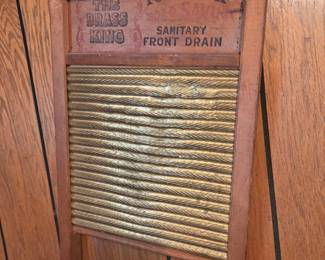 THE
BRASS
KING
SANITARY
FRONT DRAIN